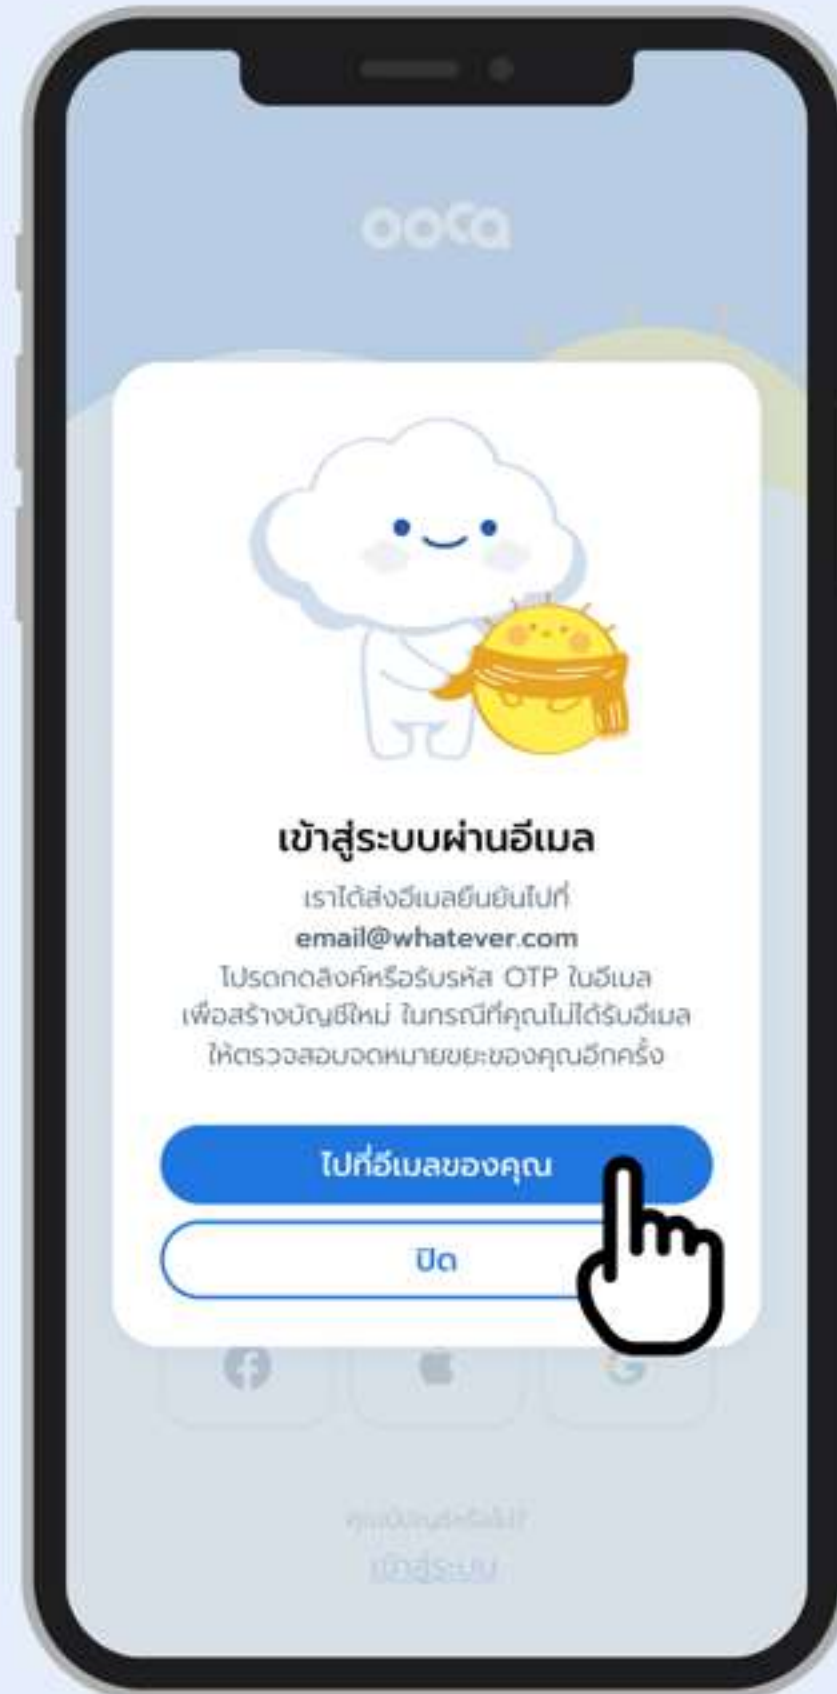 ooca
เข้าสู่ระบบผ่านอีเมล
เราได้ส่งอีเมลยืนยันไปที่
email@whatever.com
โปรดกดลิงค์หรือรับรหัส OTP ในอีเมล
เพื่อสร้างบัญชีใหม่ ในกรณีที่คุณไม่ได้รับอีเมล
ให้ตรวจสอบจดหมายขยะของคุณอีกครั้ง
ไปที่อีเมลของคุณ
ปิด
เข้าสู่ระบบ